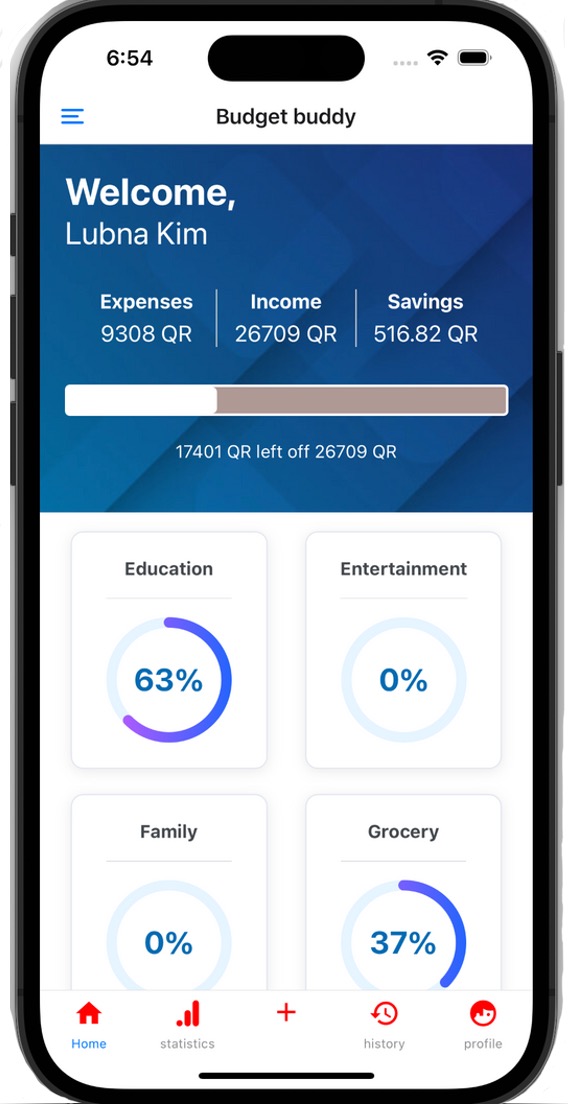 6:54
Budget buddy
Welcome,
Lubna Kim
Expenses Income Savings
9308 QR 26709 QR 516.82 QR
17401 QR left off 26709 QR
Education Entertainment
63% 0%
Family Grocery
0% 37%
Home statistics history profile